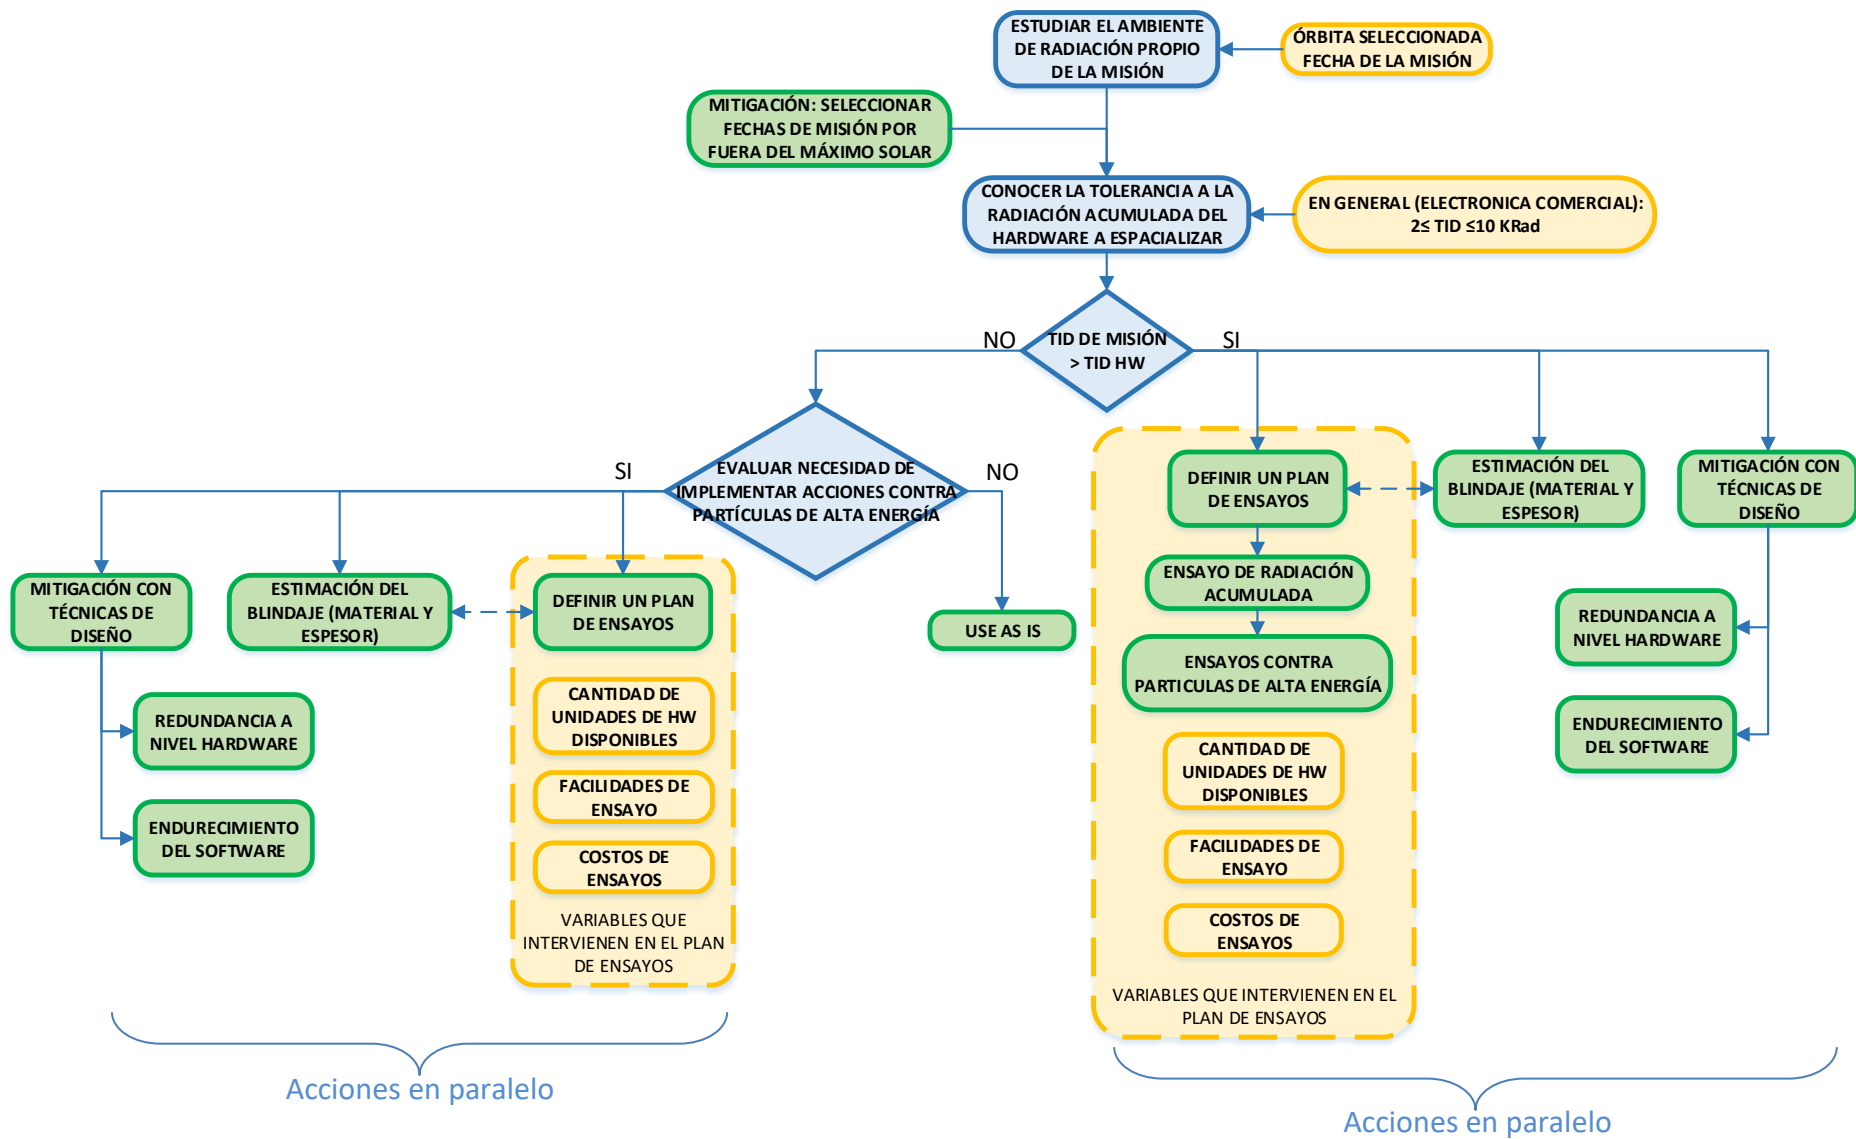 ESTUDIAR EL AMBIENTE
DE RADIACIÓN PROPIO
DE LA MISIÓN
ÓRBITA SELECCIONADA
FECHA DE LA MISIÓN
MITIGACIÓN: SELECCIONAR
FECHAS DE MISIÓN POR
FUERA DEL MÁXIMO SOLAR
CONOCER LA TOLERANCIA A LA
RADIACIÓN ACUMULADA DEL
HARDWARE A ESPACIALIZAR
EN GENERAL (ELECTRONICA COMERCIAL):
2≤ TID ≤10 KRad
NO
TID DE MISIÓN
> TID HW
SI
SI
EVALUAR NECESIDAD DE
IMPLEMENTAR ACCIONES CONTRA
PARTÍCULAS DE ALTA ENERGÍA
NO
MITIGACIÓN CON
TÉCNICAS DE
DISEÑO
ESTIMACIÓN DEL
BLINDAJE (MATERIAL Y
ESPESOR)
DEFINIR UN PLAN
DE ENSAYOS
USE AS IS
REDUNDANCIA A
NIVEL HARDWARE
ENDURECIMIENTO
DEL SOFTWARE
CANTIDAD DE
UNIDADES DE HW
DISPONIBLES
FACILIDADES DE
ENSAYO
COSTOS DE
ENSAYOS
VARIABLES QUE
INTERVIENEN EN EL PLAN
DE ENSAYOS
Acciones en paralelo
DEFINIR UN PLAN
DE ENSAYOS
ESTIMACIÓN DEL
BLINDAJE (MATERIAL Y
ESPESOR)
MITIGACIÓN CON
TÉCNICAS DE
DISEÑO
ENSAYO DE RADIACIÓN
ACUMULADA
ENSAYOS CONTRA
PARTICULAS DE ALTA ENERGÍA
REDUNDANCIA A
NIVEL HARDWARE
ENDURECIMIENTO
DEL SOFTWARE
CANTIDAD DE
UNIDADES DE HW
DISPONIBLES
FACILIDADES DE
ENSAYO
COSTOS DE
ENSAYOS
VARIABLES QUE INTERVIENEN EN EL
PLAN DE ENSAYOS
Acciones en paralelo